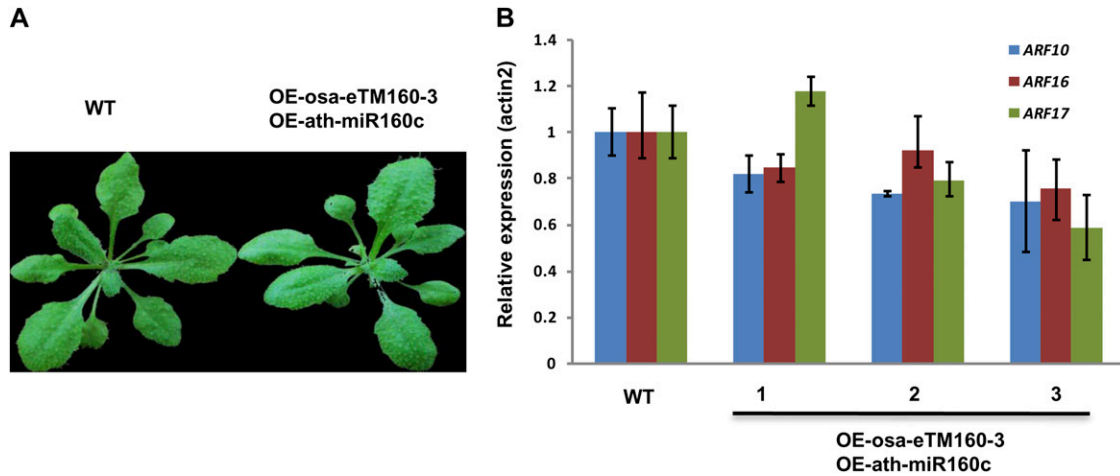 A
WT
OE-osa-eTM160-3
OE-ath-miR160c
B
Relative expression (actin2)
1.4
1.2
1
0.8
0.6
0.4
0.2
0
ARF10
ARF16
ARF17
WT
1
2
3
OE-osa-eTM160-3
OE-ath-miR160c